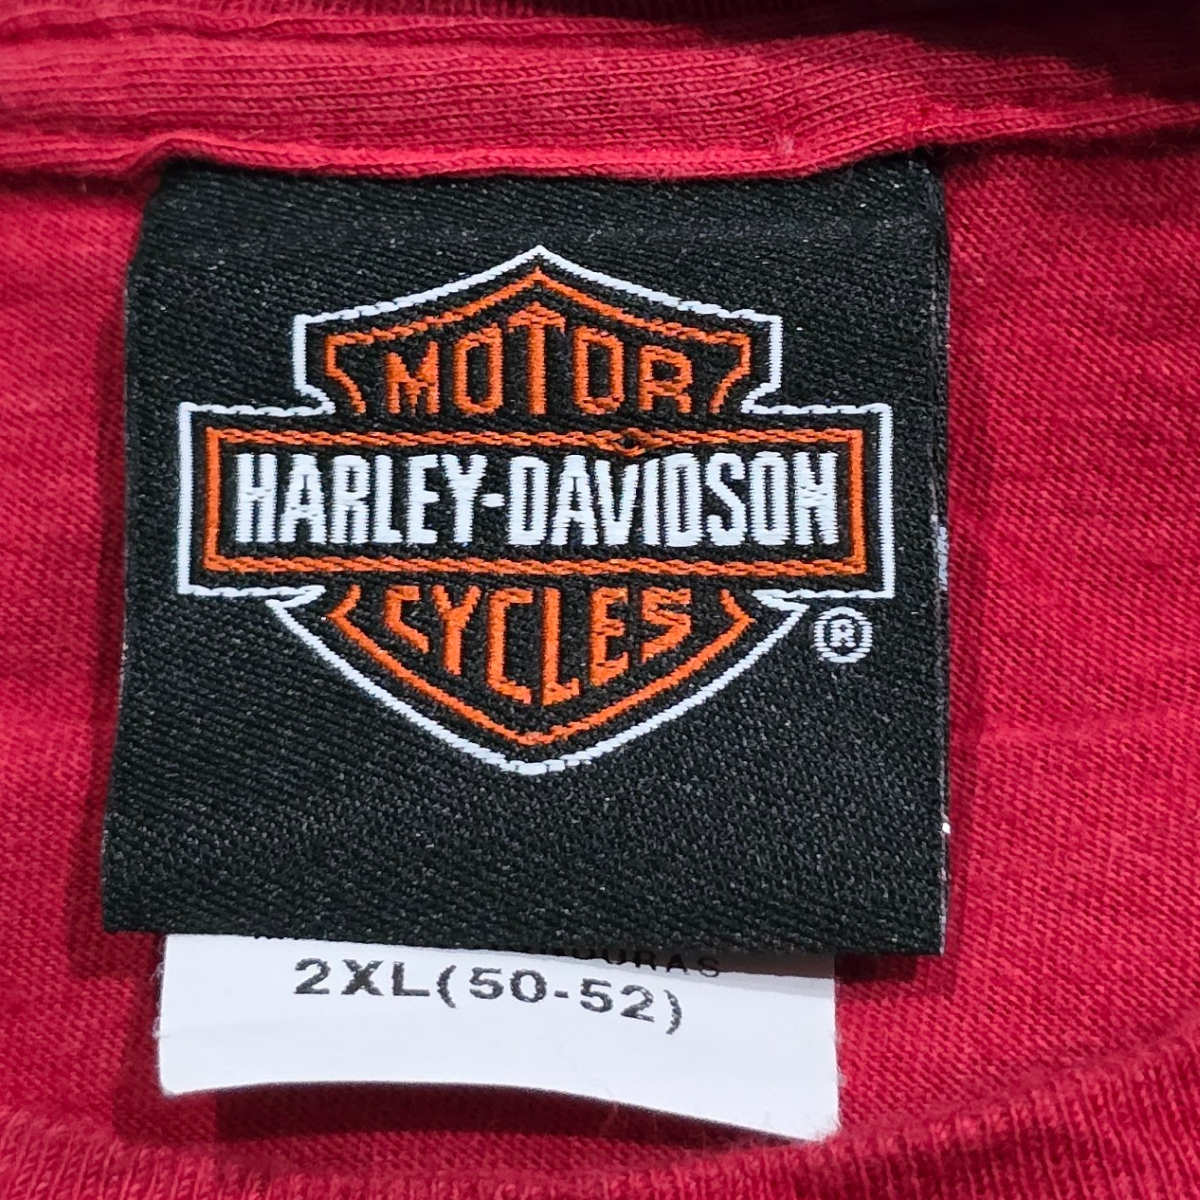 MOTOR
HARLEY-DAVIDSON
CYCLES
®
2XL(50-52)